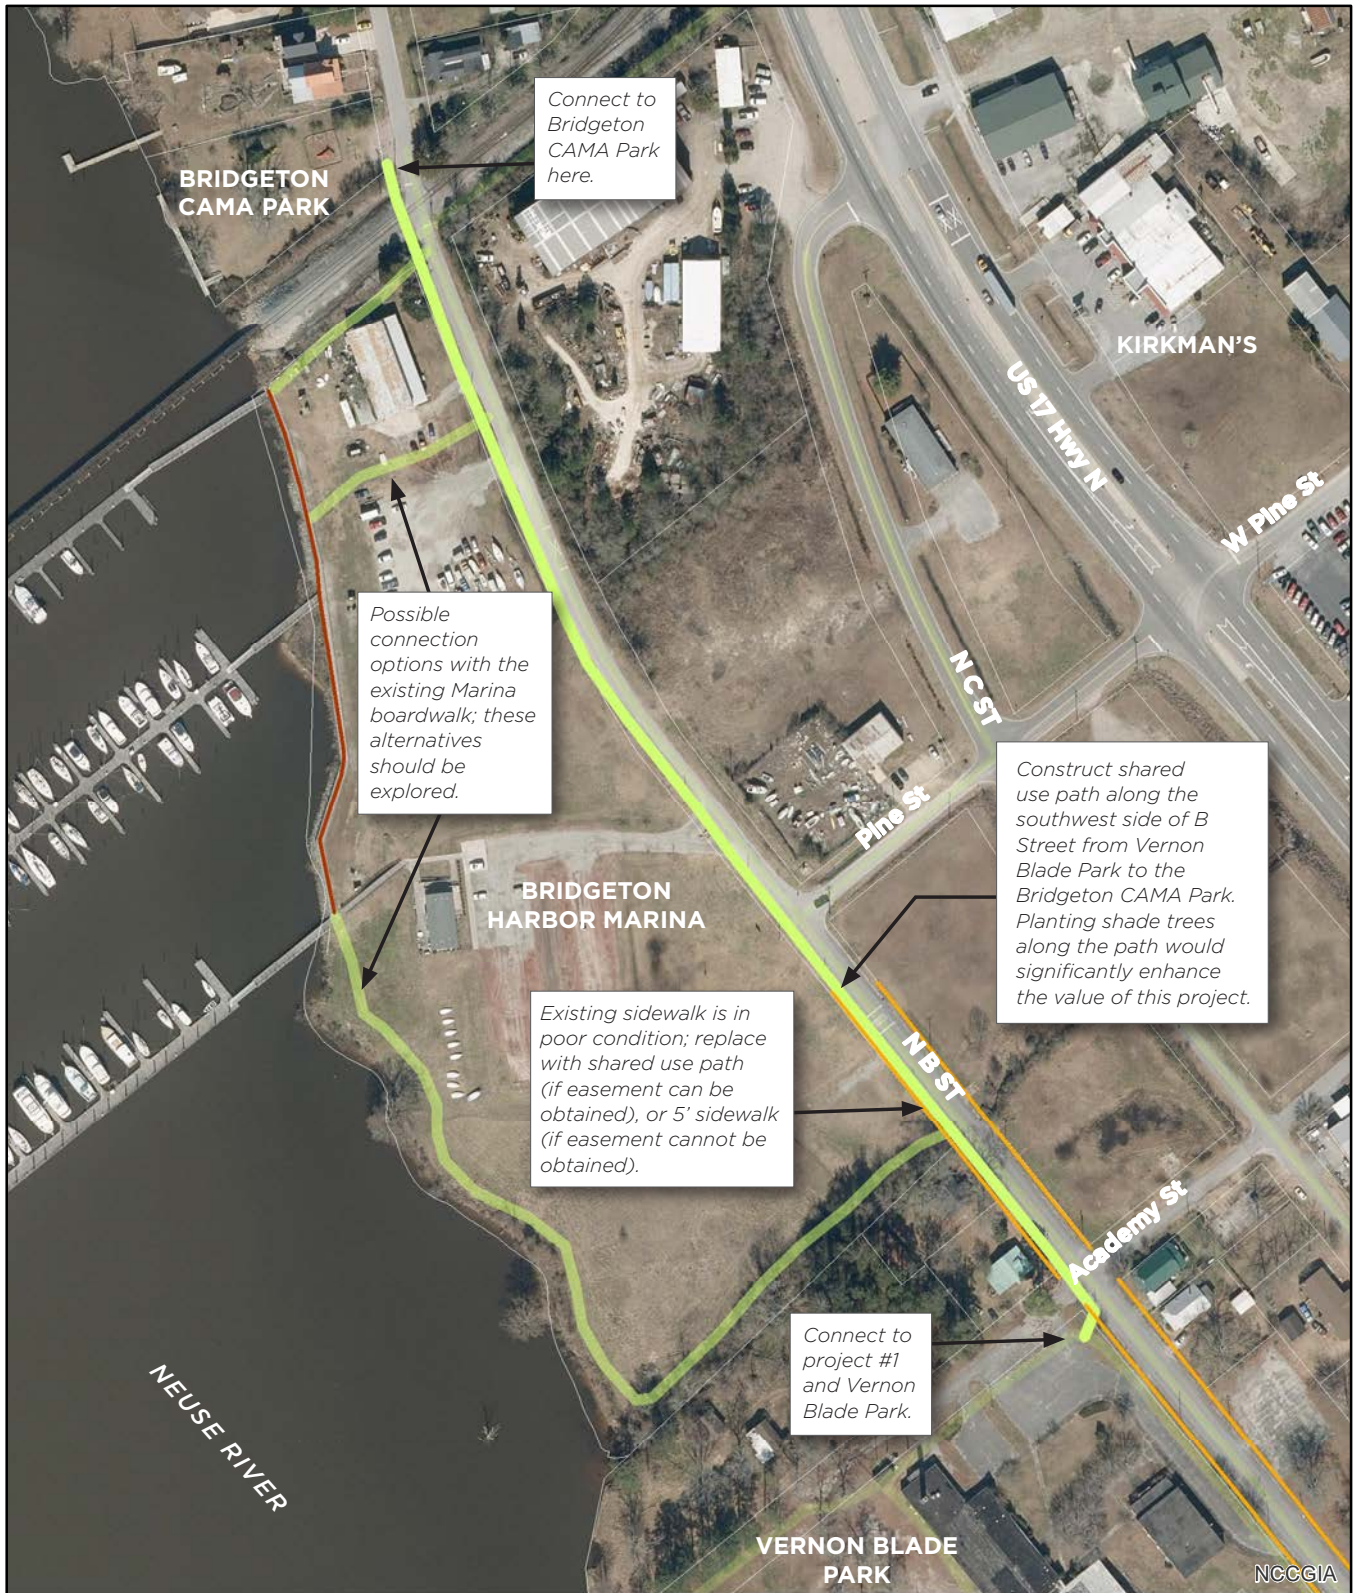 Connect to
Bridgeton
CAMA Park
here.
BRIDGETON
CAMA PARK
KIRKMAN'S
US 17 Hwy N
W Pine St
Possible
connection
options with the
existing Marina
boardwalk; these
alternatives
should be
explored.
N C ST
Construct shared
use path along the
southwest side of B
Street from Vernon
Blade Park to the
Bridgeton CAMA Park.
Planting shade trees
along the path would
significantly enhance
the value of this project.
Pine St
BRIDGETON
HARBOR MARINA
Existing sidewalk is in
poor condition; replace
with shared use path
(if easement can be
obtained), or 5' sidewalk
(if easement cannot be
obtained).
N B ST
Academy St
Connect to
project #1
and Vernon
Blade Park.
NEUSE RIVER
VERNON BLADE
PARK
NCCGIA